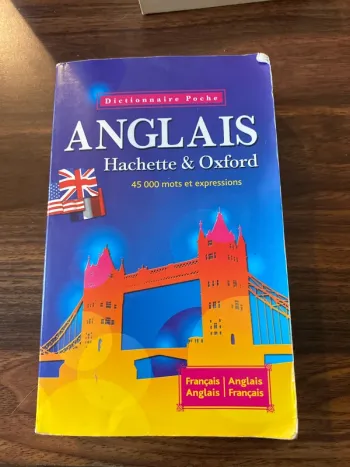 Dictionnaire Poche
ANGLAIS
Hachette & Oxford
45 000 mots et expressions
Français | Anglais
Anglais | Français